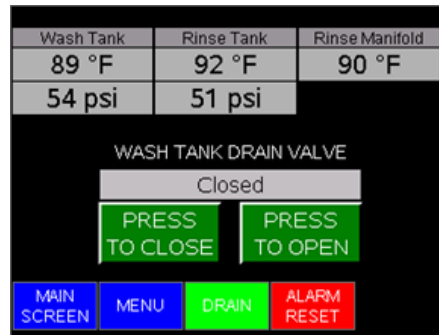 Wash Tank Rinse Tank Rinse Manifold
89 °F 92 °F 90 °F
54 psi 51 psi
WASH TANK DRAIN VALVE
Closed
PRESS PRESS
TO CLOSE TO OPEN
MAIN ALARM
MENU DRAIN
SCREEN RESET